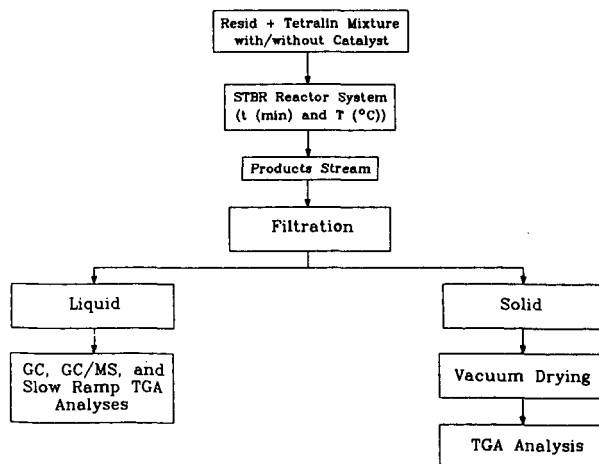 Resid + Tetralin Mixture
with/without Catalyst
STBR Reactor System
(t (min) and T (°C))
Products Stream
Filtration
Liquid
Solid
GC, GC/MS, and
Slow Ramp TGA
Analyses
Vacuum Drying
TGA Analysis